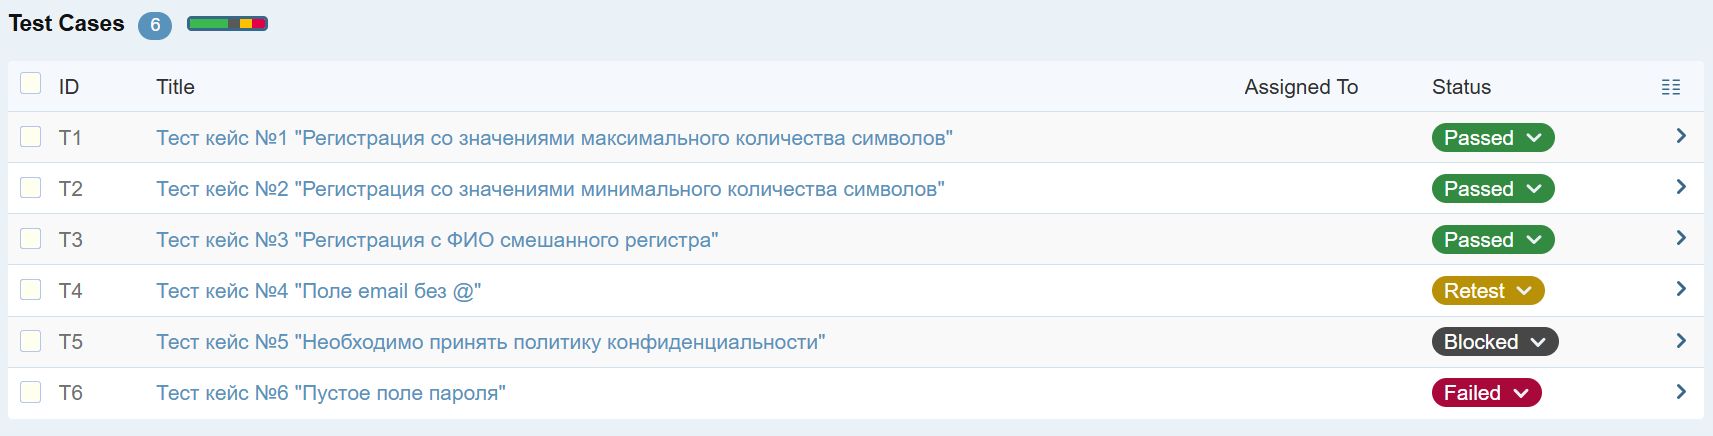 Test Cases 6
ID Title Assigned To Status
T1 Тест кейс №1 "Регистрация со значениями максимального количества символов" Passed
T2 Тест кейс №2 "Регистрация со значениями минимального количества символов" Passed
T3 Тест кейс №3 "Регистрация с ФИО смешанного регистра" Passed
T4 Тест кейс №4 "Поле email без @" Retest
T5 Тест кейс №5 "Необходимо принять политику конфиденциальности" Blocked
T6 Тест кейс №6 "Пустое поле пароля" Failed